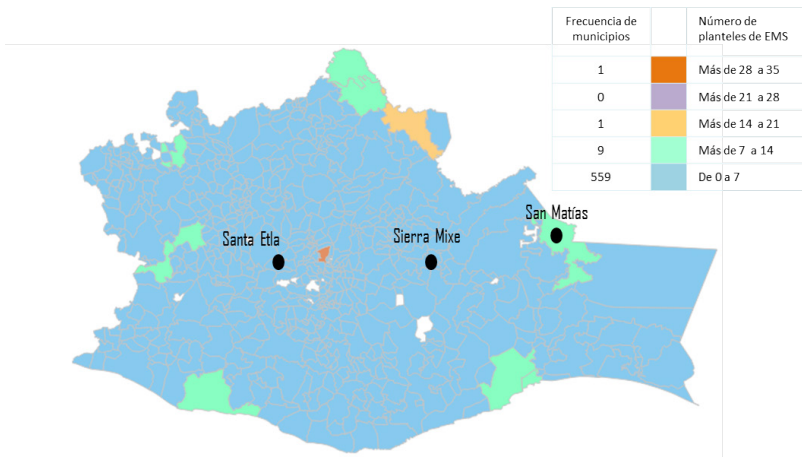 Frecuencia de municipios
Número de planteles de EMS
1 Más de 28 a 35
0 Más de 21 a 28
1 Más de 14 a 21
9 Más de 7 a 14
559 De 0 a 7
San Matías
Santa Etla
Sierra Mixe